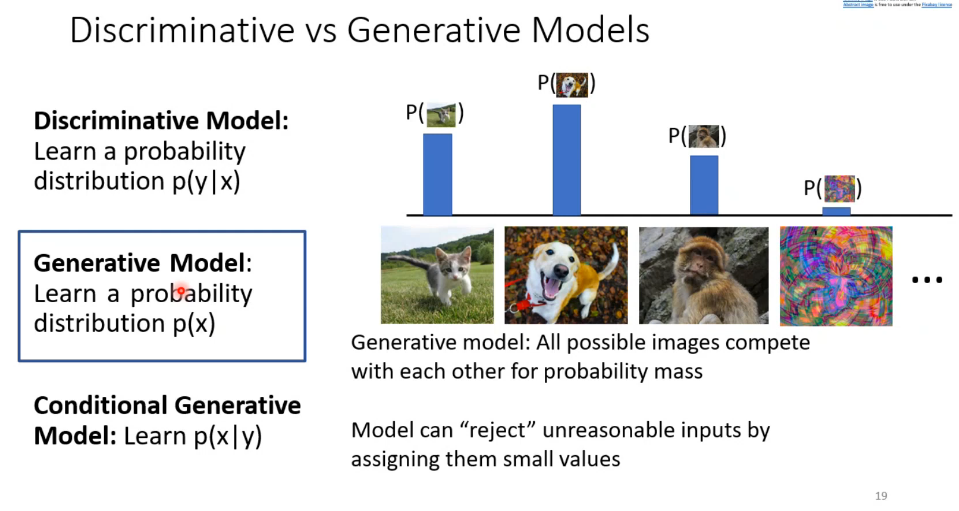 Abstract image is free to use under the Pixabay license
Discriminative vs Generative Models
Discriminative Model:
Learn a probability
distribution p(y|x)
Generative Model:
Learn a probability
distribution p(x)
Conditional Generative
Model: Learn p(x|y)
P( )
P( )
P( )
P( )
...
Generative model: All possible images compete
with each other for probability mass
Model can “reject” unreasonable inputs by
assigning them small values
19